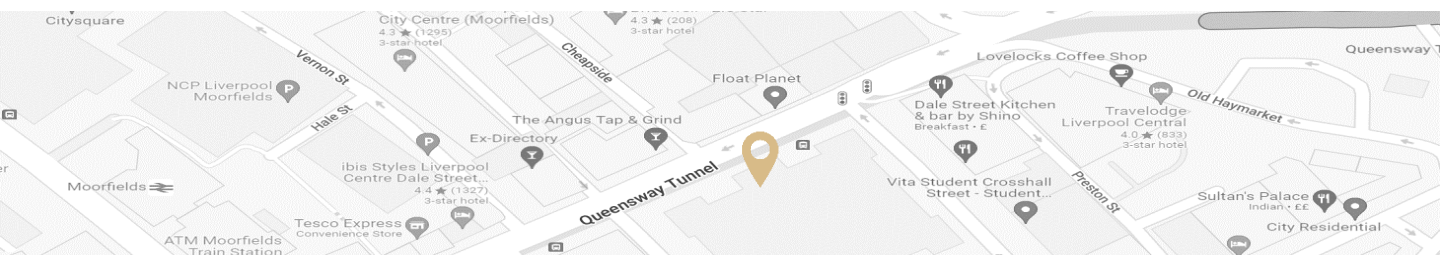 Citysquare
City Centre (Moorfields)
4.3 ★ (1295)
3-star hotel
4.3 ★ (208)
3-star hotel
Cheapside
Vernon St
NCP Liverpool
Moorfields
P
Hale St
Float Planet
Lovelocks Coffee Shop
Queensway T
Dale Street Kitchen
& bar by Shino
Breakfast • £
Travelodge
Liverpool Central
4.0 ★ (833)
3-star hotel
Old Haymarket
The Angus Tap & Grind
Ex-Directory
P
ibis Styles Liverpool
Centre Dale Street...
4.4 ★ (1327)
3-star hotel
Moorfields
Queensway Tunnel
Vita Student Crosshall
Street - Student...
Preston St
Sultan's Palace
Indian • ££
City Residential
Tesco Express
Convenience Store
ATM Moorfields
Train Station